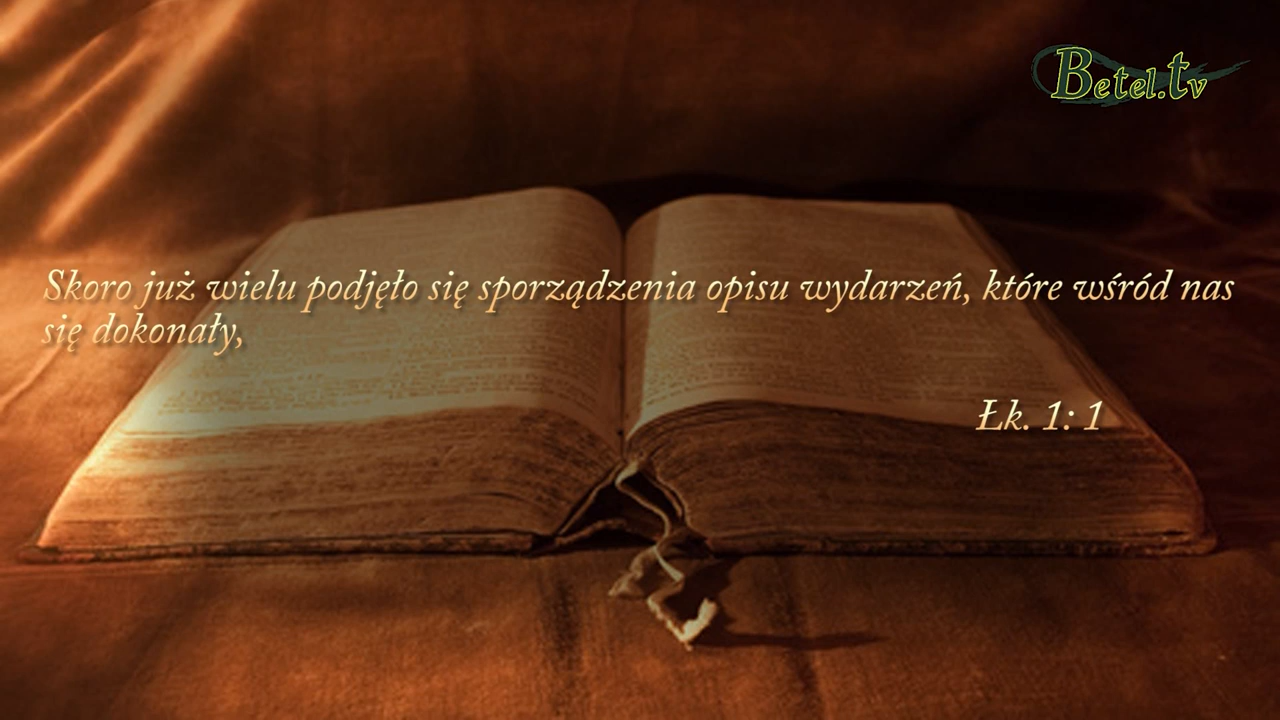 Betel.tv
Skoro już wielu podjęło się sporządzenia opisu wydarzeń, które wśród nas
się dokonały,
Łk. 1: 1